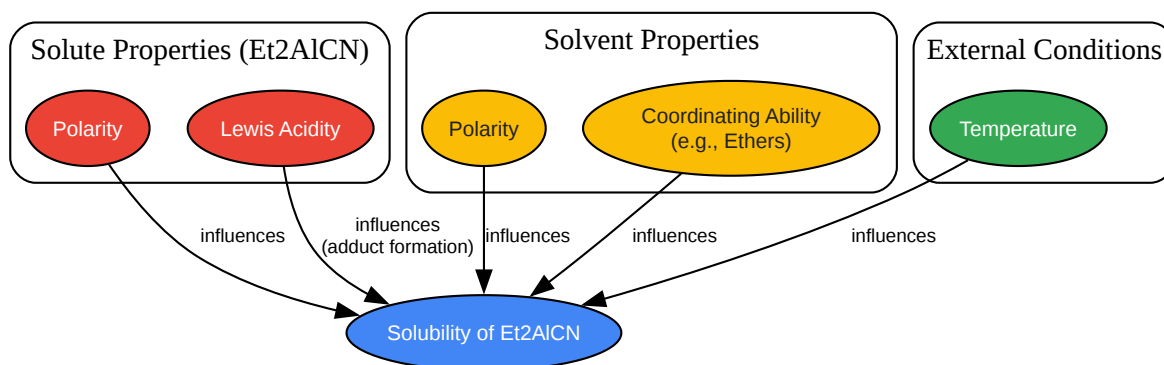 Solute Properties (Et2AlCN)
Solvent Properties
External Conditions
Polarity
Lewis Acidity
Polarity
Coordinating Ability
(e.g., Ethers)
Temperature
influences
influences
(adduct formation)
influences
influences
influences
Solubility of Et2AlCN